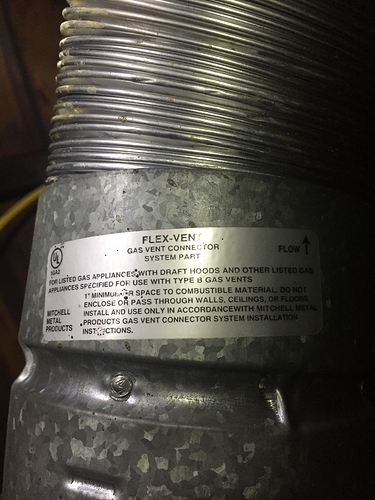 FLEX-VENT
GAS VENT CONNECTOR
SYSTEM PART
FLOW
UL
FOR LISTED GAS APPLIANCES WITH DRAFT HOODS AND OTHER LISTED GAS
APPLIANCES SPECIFIED FOR USE WITH TYPE B GAS VENTS
1" MINIMUM AIR SPACE TO COMBUSTIBLE MATERIAL. DO NOT
ENCLOSE OR PASS THROUGH WALLS, CEILINGS, OR FLOORS.
INSTALL AND USE ONLY IN ACCORDANCEWITH MITCHELL METAL
PRODUCTS GAS VENT CONNECTOR SYSTEM INSTALLATION
INSTRUCTIONS.
MITCHELL
METAL
PRODUCTS